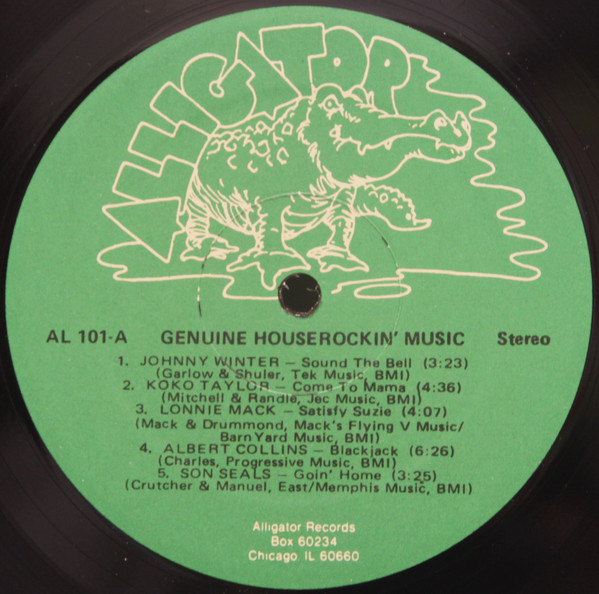 ALLIGATOR
AL 101-A GENUINE HOUSEROCKIN' MUSIC Stereo
1. JOHNNY WINTER – Sound The Bell (3:23)
(Garlow & Shuler, Tek Music, BMI)
2. KOKO TAYLOR – Come To Mama (4:36)
(Mitchell & Randle, Jec Music, BMI)
3. LONNIE MACK – Satisfy Suzie (4:07)
(Mack & Drummond, Mack's Flying V Music/
Barn Yard Music, BMI)
4. ALBERT COLLINS – Blackjack (6:26)
(Charles, Progressive Music, BMI)
5. SON SEALS – Goin' Home (3:25)
(Crutcher & Manuel, East/Memphis Music, BMI)
Alligator Records
Box 60234
Chicago IL 60660